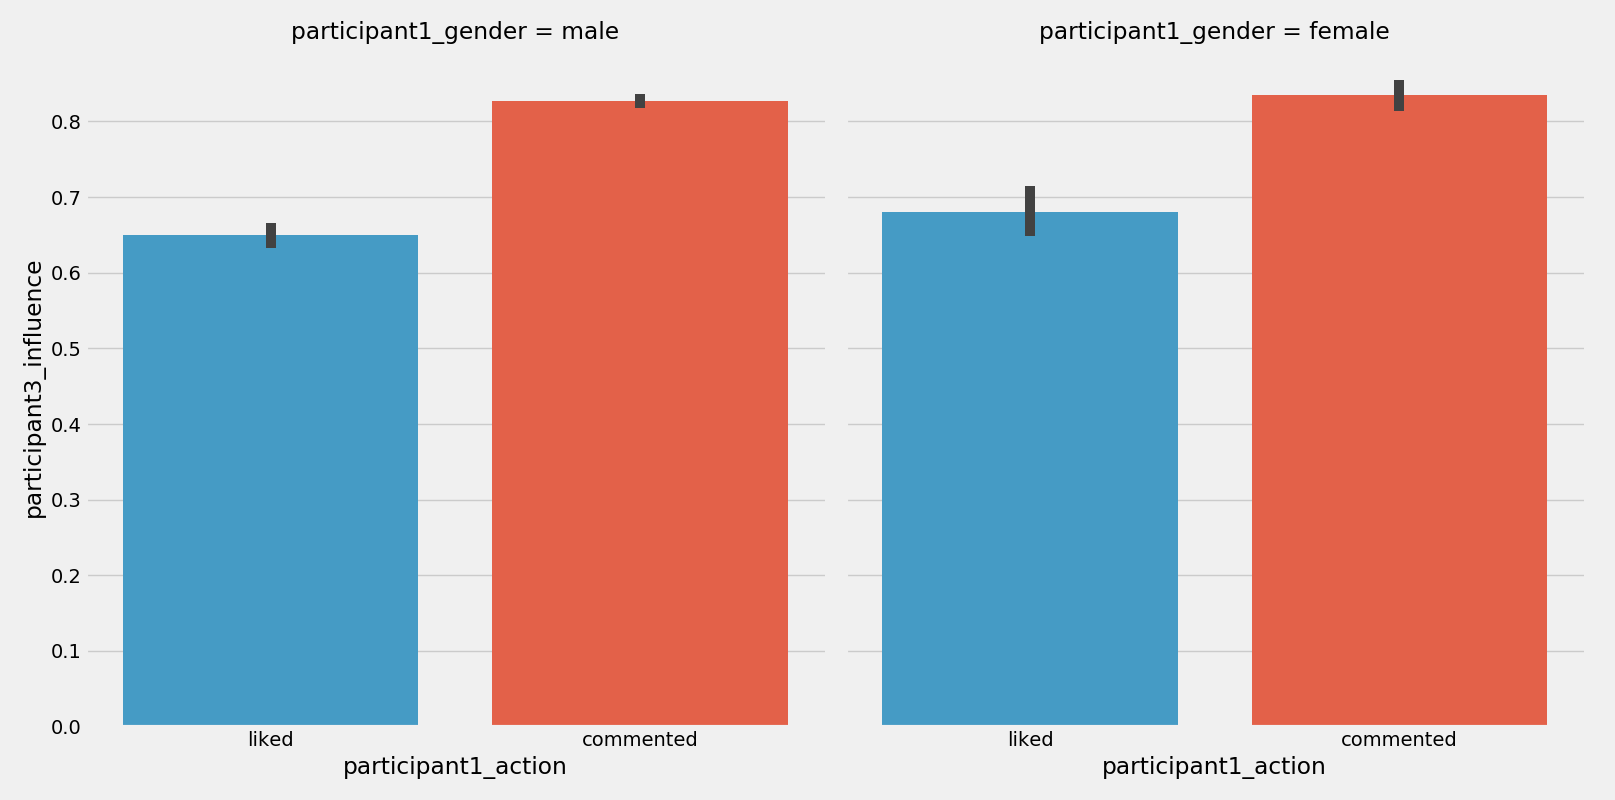 participant1_gender = male
participant1_gender = female
participant3_influence
0.8
0.7
0.6
0.5
0.4
0.3
0.2
0.1
0.0
liked
commented
liked
commented
participant1_action
participant1_action